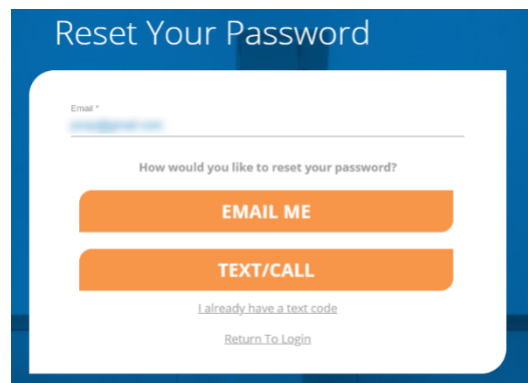 Reset Your Password
Email *
How would you like to reset your password?
EMAIL ME
TEXT/CALL
I already have a text code
Return To Login